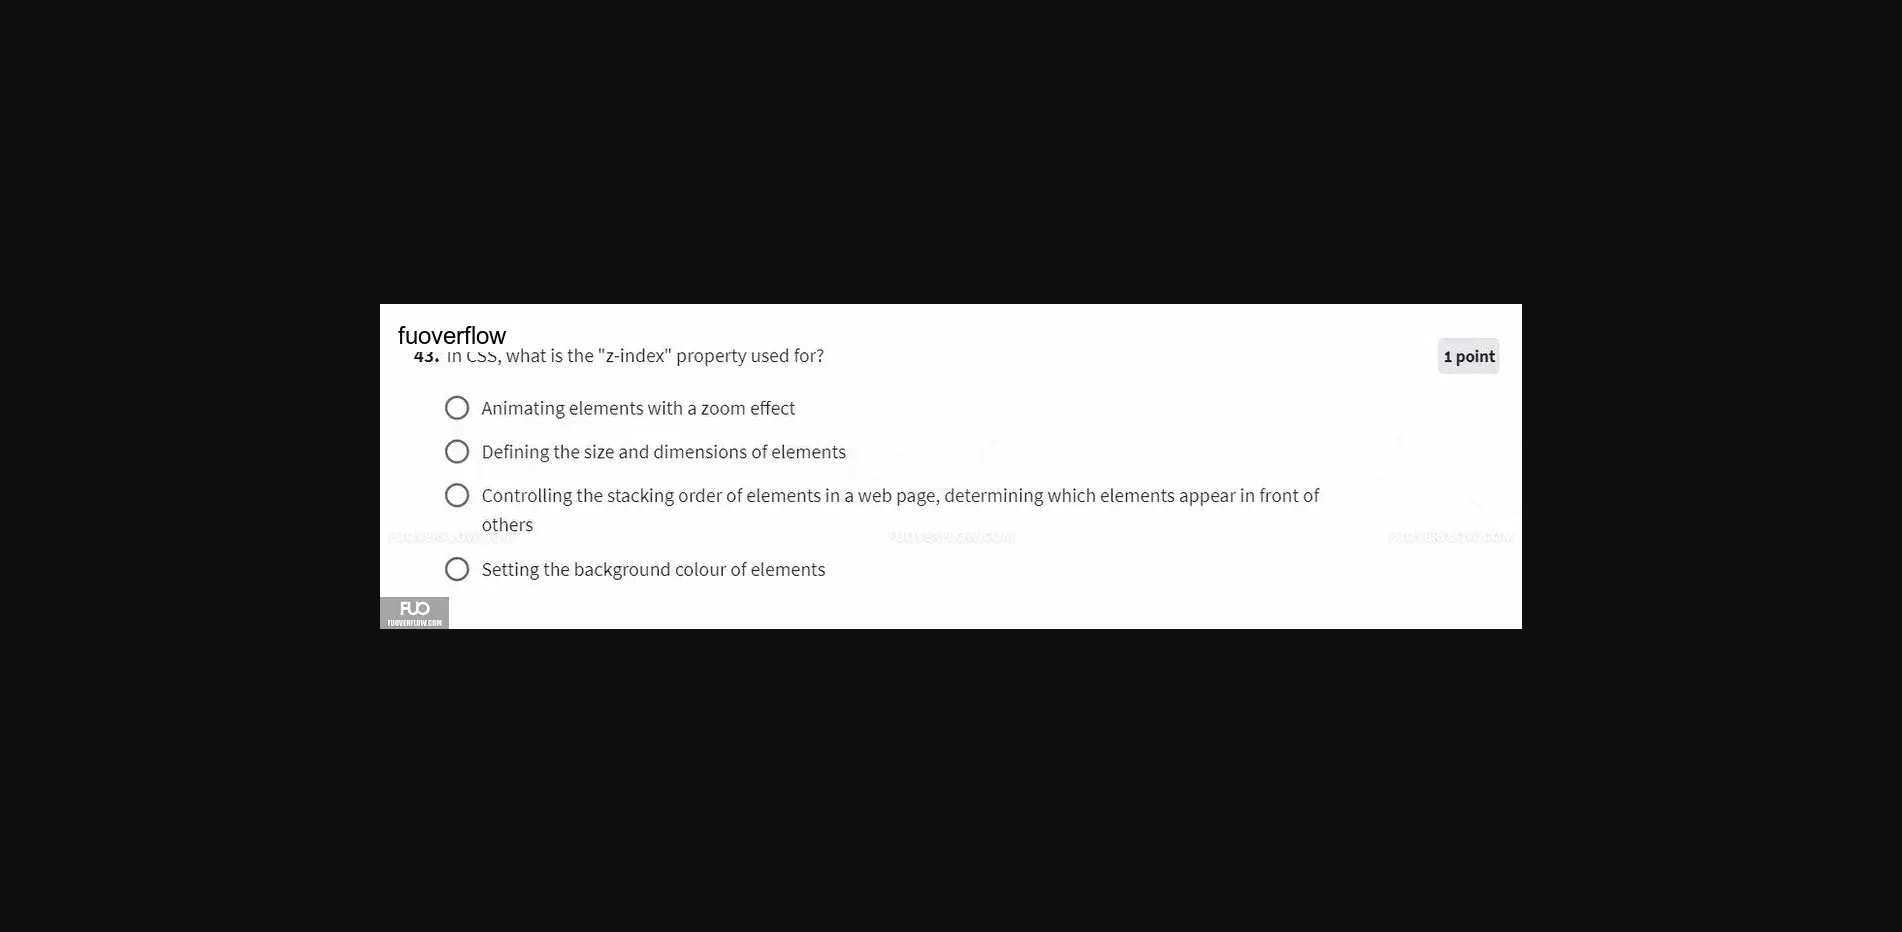 fuoverflow
43. In CSS, what is the "z-index" property used for?
1 point
Animating elements with a zoom effect
Defining the size and dimensions of elements
Controlling the stacking order of elements in a web page, determining which elements appear in front of
others
FUOVERFLOW.COM FUOVERFLOW.COM FUOVERFLOW.COM
Setting the background colour of elements
FUO
FUOVERFLOW.COM